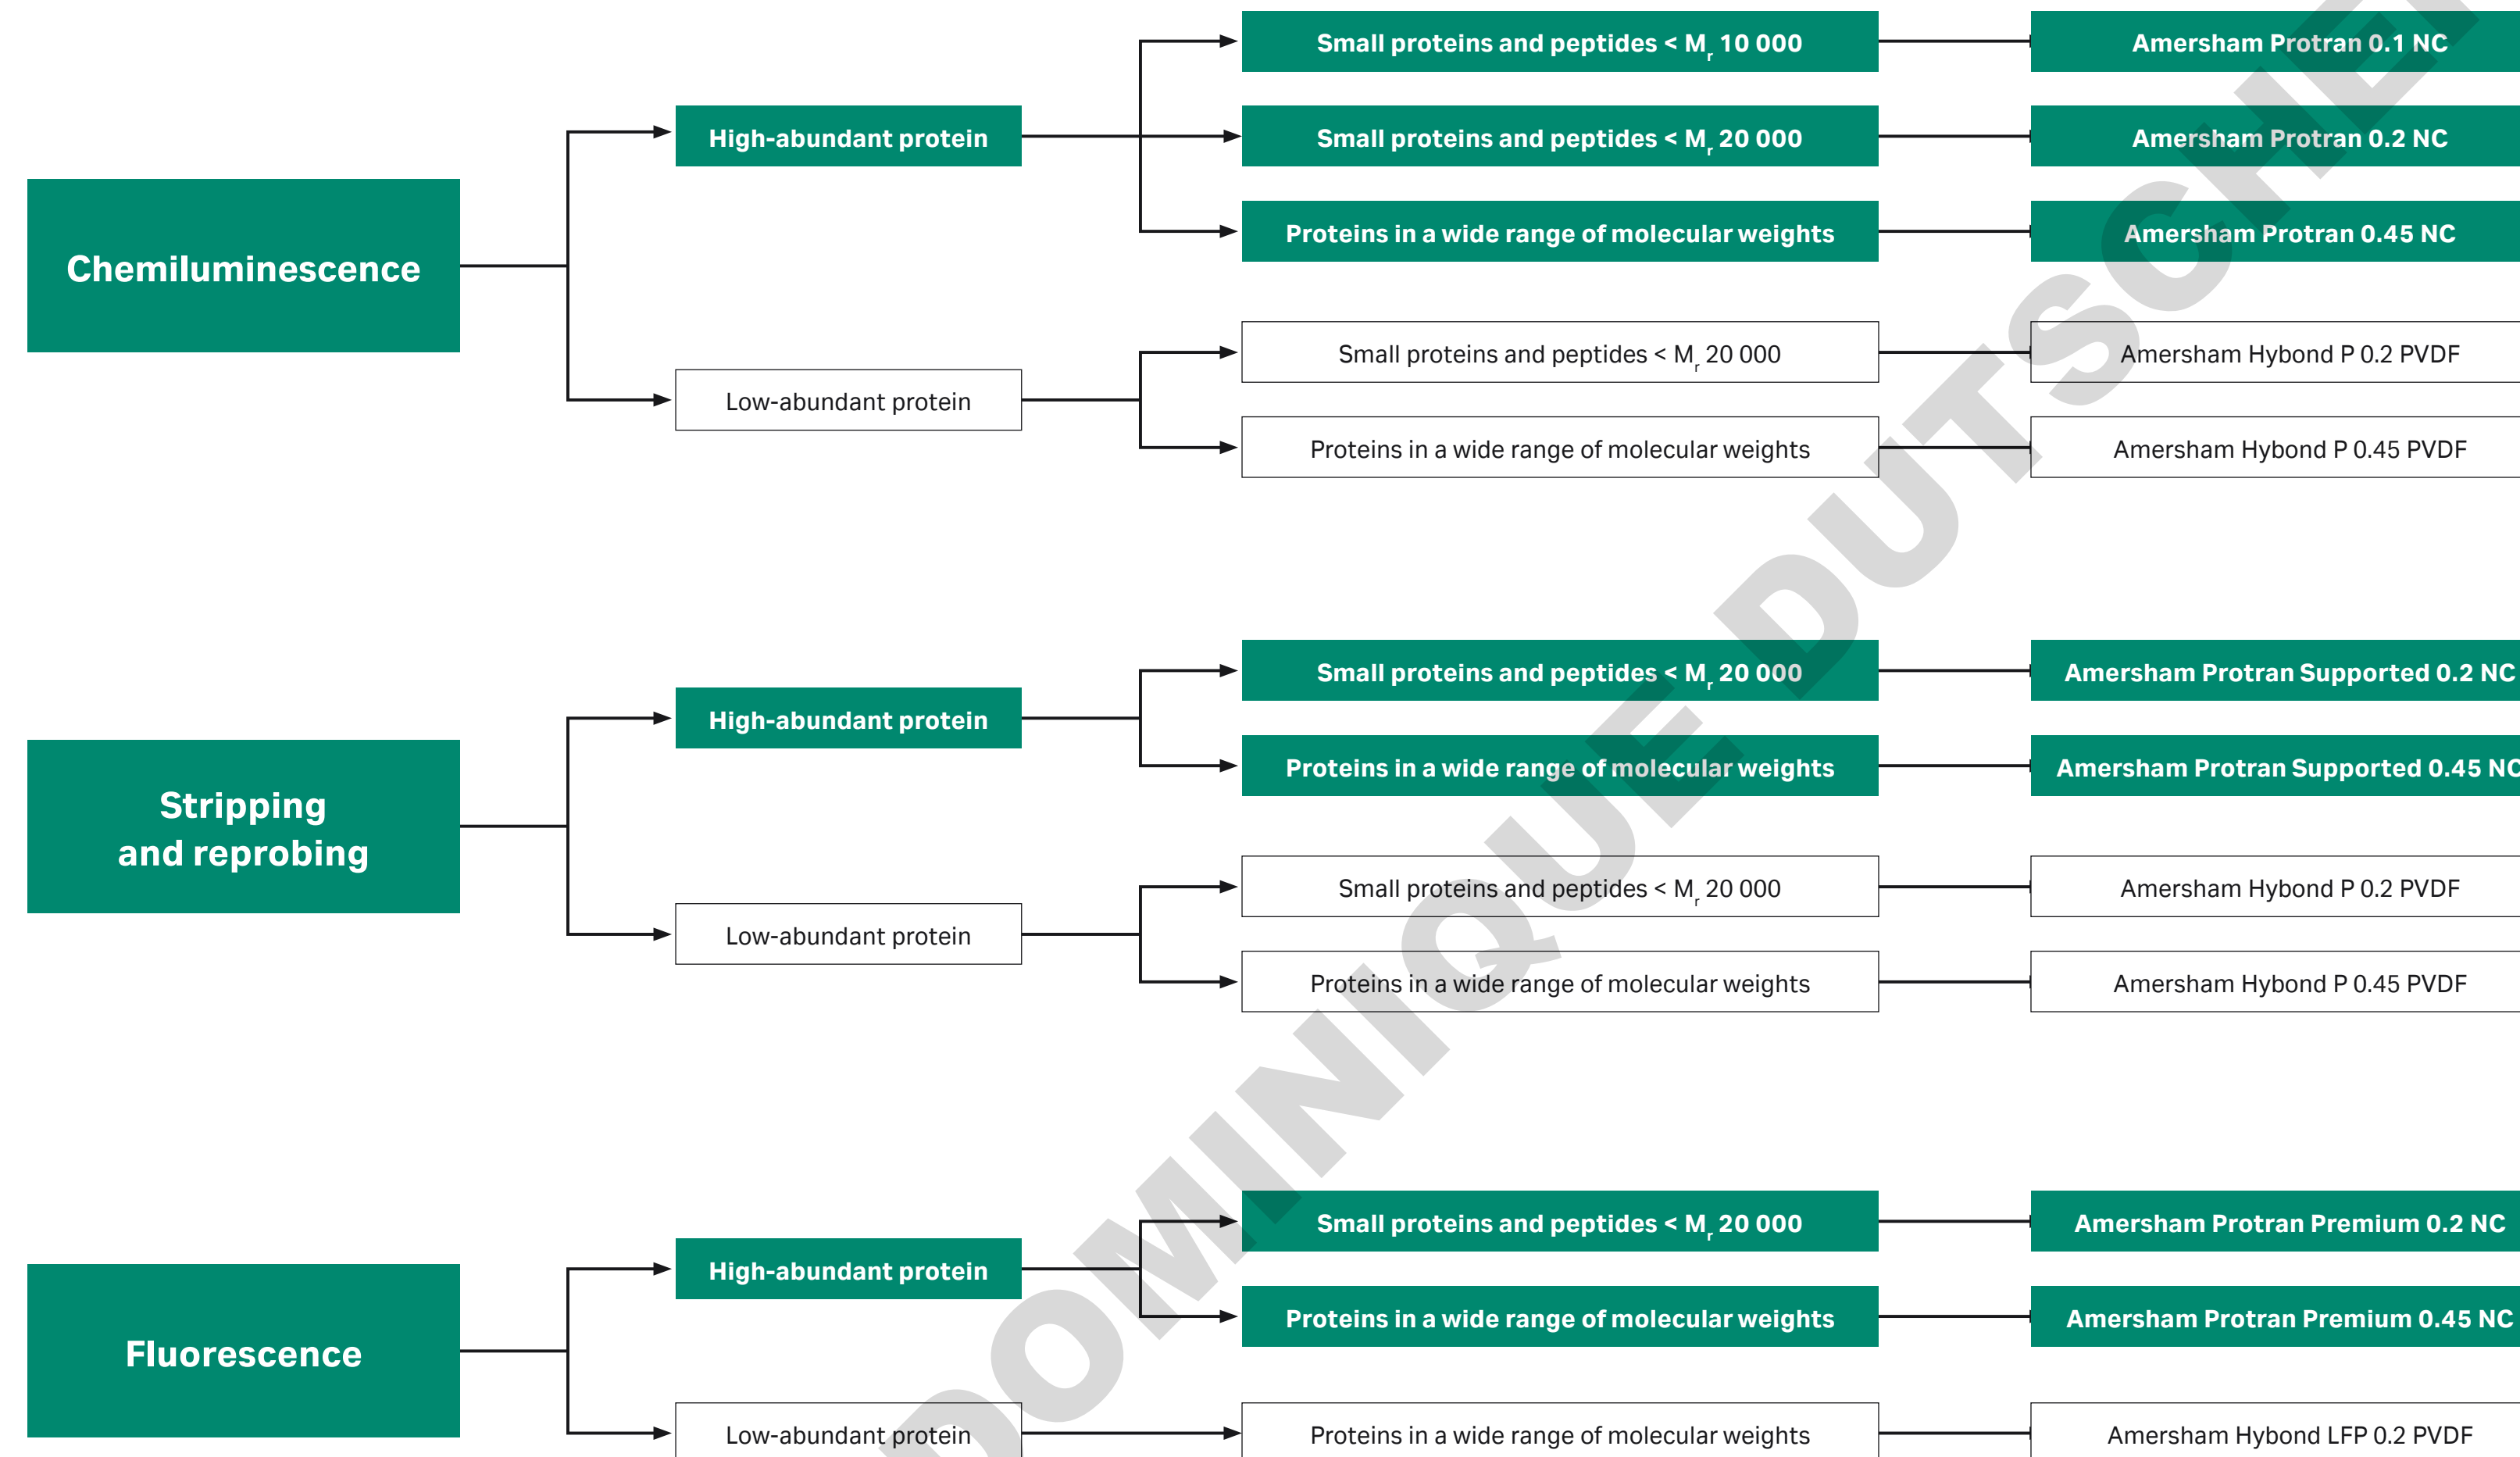 Chemiluminescence
High-abundant protein
Small proteins and peptides < Mr 10 000
Amersham Protran 0.1 NC
Small proteins and peptides < Mr 20 000
Amersham Protran 0.2 NC
Proteins in a wide range of molecular weights
Amersham Protran 0.45 NC
Low-abundant protein
Small proteins and peptides < Mr 20 000
Amersham Hybond P 0.2 PVDF
Proteins in a wide range of molecular weights
Amersham Hybond P 0.45 PVDF
Stripping
and reprobing
High-abundant protein
Small proteins and peptides < Mr 20 000
Amersham Protran Supported 0.2 NC
Proteins in a wide range of molecular weights
Amersham Protran Supported 0.45 NC
Low-abundant protein
Small proteins and peptides < Mr 20 000
Amersham Hybond P 0.2 PVDF
Proteins in a wide range of molecular weights
Amersham Hybond P 0.45 PVDF
Fluorescence
High-abundant protein
Small proteins and peptides < Mr 20 000
Amersham Protran Premium 0.2 NC
Proteins in a wide range of molecular weights
Amersham Protran Premium 0.45 NC
Low-abundant protein
Proteins in a wide range of molecular weights
Amersham Hybond LFP 0.2 PVDF
DOMINIQUE DUTSCHER